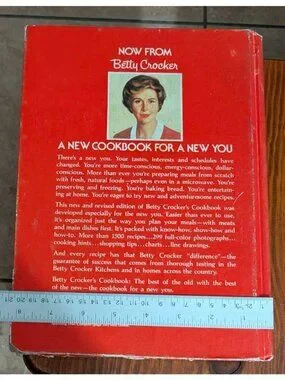 NOW FROM
Betty Crocker
A NEW COOKBOOK FOR A NEW YOU
There's a new you. Your tastes, interests and schedules have
changed. You're more time-conscious, energy-conscious, dollar-
conscious. More than ever you're preparing meals from scratch
with fresh, natural foods—perhaps even in a microwave. You're
preserving and freezing. You're baking bread. You're entertain-
ing at home. You're eager to try new and adventuresome recipes.
This new and revised edition of Betty Crocker's Cookbook was
developed especially for the new you. Easier than ever to use,
it's organized just the way you plan your meals—with meats
and main dishes first. It's packed with know-how, show-how and
how-to. More than 1500 recipes...299 full-color photographs...
cooking hints...shopping tips...charts...line drawings.
And every recipe has that Betty Crocker "difference"—the
guarantee of success that comes from thorough testing in the
Betty Crocker Kitchens and in homes across the country.
Betty Crocker's Cookbook: The best of the old with the best
of the new—the cookbook for a new you.